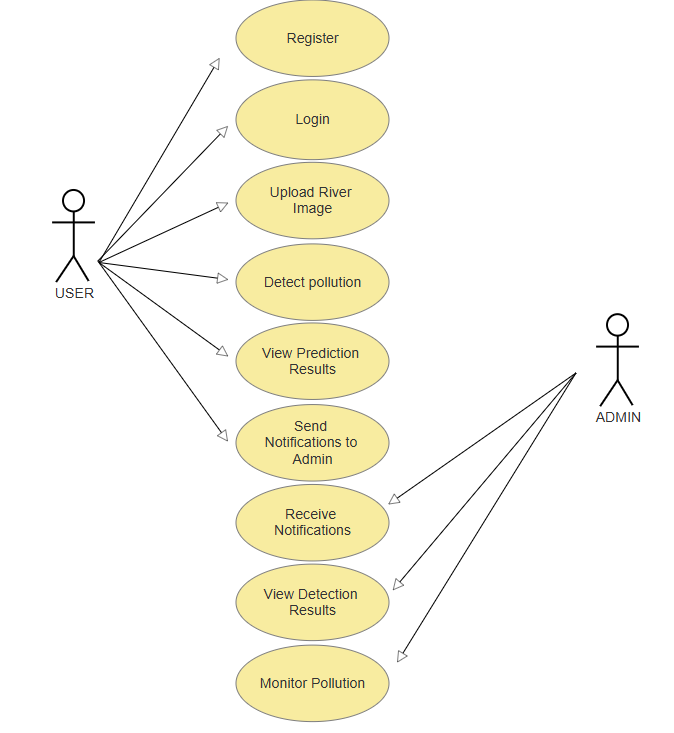 Register
Login
Upload River
Image
USER
Detect pollution
View Prediction
Results
ADMIN
Send
Notifications to
Admin
Receive
Notifications
View Detection
Results
Monitor Pollution